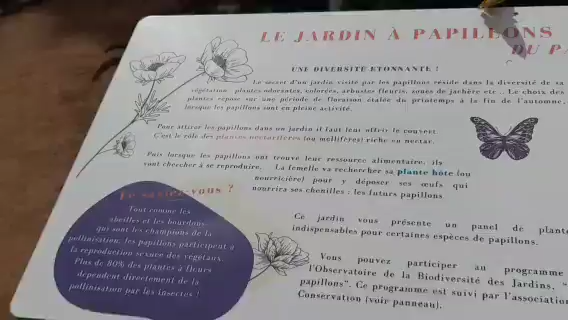 LE JARDIN À PAPILLONS
DU PA
UNE DIVERSITÉ ETONNANTE !
Le secret d'un jardin visité par les papillons réside dans la diversité de sa
végétation : plantes odorantes, colorées, arbustes fleuris, zones de jachère etc... Le choix des
plantes repose sur une période de floraison étalée du printemps à la fin de l'automne,
lorsque les papillons sont en pleine activité.
Pour attirer les papillons dans un jardin il faut leur offrir le couvert
C'est le rôle des plantes nectarifères (ou mellifères) riche en nectar.
Puis lorsque les papillons ont trouvé leur ressource alimentaire, ils
vont chercher à se reproduire. La femelle va rechercher sa plante hôte (ou
nourricière) pour y déposer ses œufs qui
nourrira ses chenilles : les futurs papillons
Le saviez-vous ?
Tout comme les
abeilles et les bourdons
qui sont les champions de la
pollinisation, les papillons participent à
la reproduction sexuée des végétaux.
Plus de 80% des plantes à fleurs
dépendent directement de la
pollinisation par les insectes !
Ce jardin vous présente un panel de plante
indispensables pour certaines espèces de papillons.
Vous pouvez participer au programme
l'Observatoire de la Biodiversité des Jardins, "
papillons". Ce programme est suivi par l'association
Conservation (voir panneau).